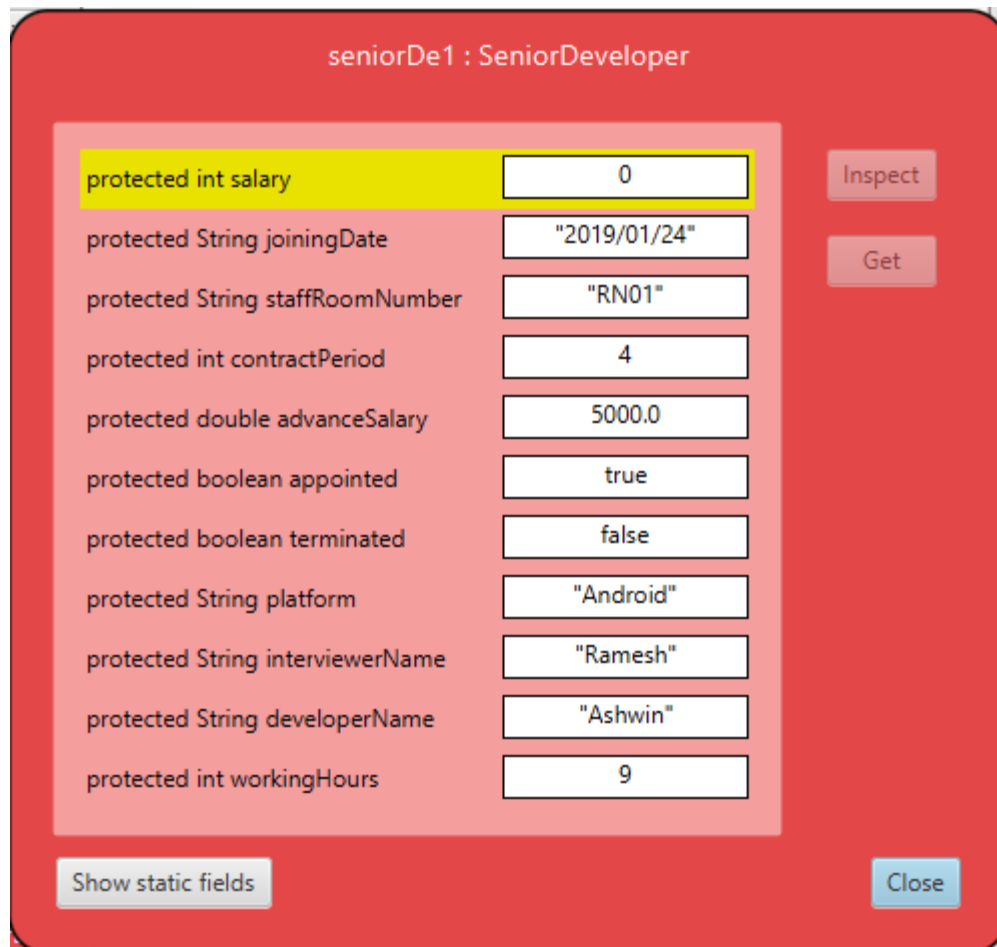 seniorDe1 : SeniorDeveloper
protected int salary 0
Inspect
protected String joiningDate "2019/01/24"
Get
protected String staffRoomNumber "RN01"
protected int contractPeriod 4
protected double advanceSalary 5000.0
protected boolean appointed true
protected boolean terminated false
protected String platform "Android"
protected String interviewerName "Ramesh"
protected String developerName "Ashwin"
protected int workingHours 9
Show static fields
Close